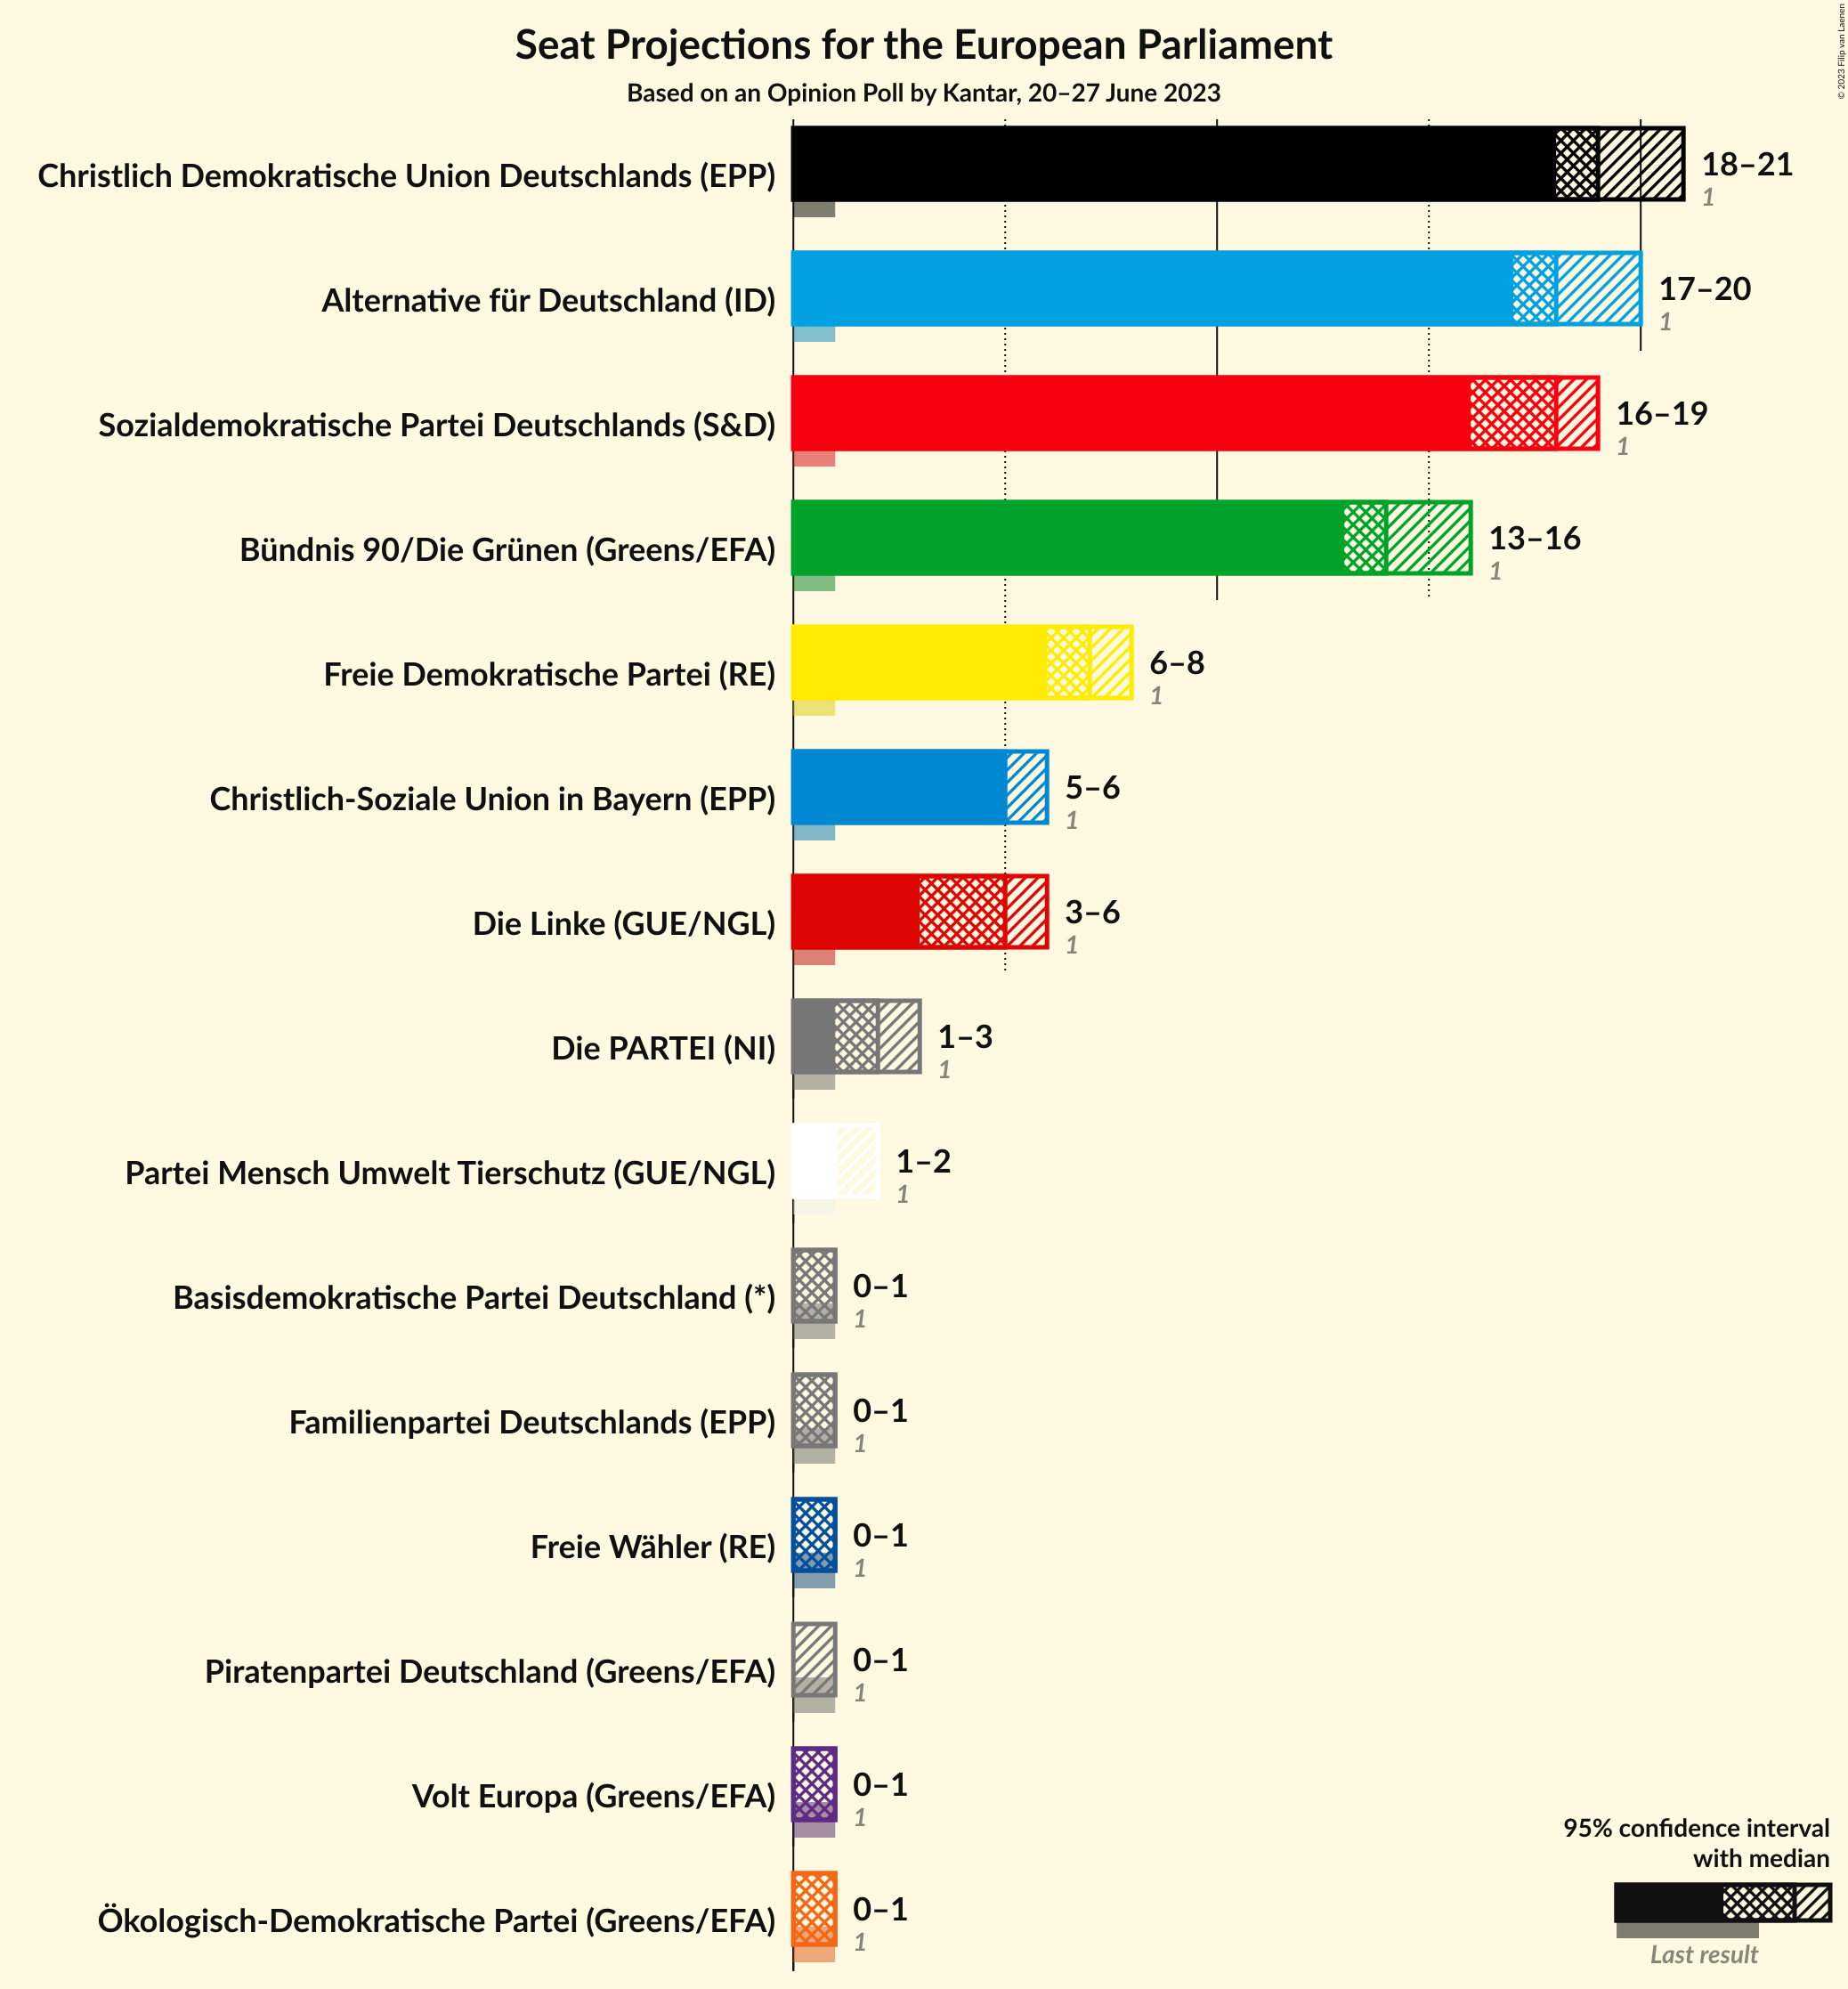 Seat Projections for the European Parliament
Based on an Opinion Poll by Kantar, 20–27 June 2023
© 2023 Filip van Laenen
Christlich Demokratische Union Deutschlands (EPP)
18–21
1
Alternative für Deutschland (ID)
17–20
1
Sozialdemokratische Partei Deutschlands (S&D)
16–19
1
Bündnis 90/Die Grünen (Greens/EFA)
13–16
1
Freie Demokratische Partei (RE)
6–8
1
Christlich-Soziale Union in Bayern (EPP)
5–6
1
Die Linke (GUE/NGL)
3–6
1
Die PARTEI (NI)
1–3
1
Partei Mensch Umwelt Tierschutz (GUE/NGL)
1–2
1
Basisdemokratische Partei Deutschland (*)
0–1
1
Familienpartei Deutschlands (EPP)
0–1
1
Freie Wähler (RE)
0–1
1
Piratenpartei Deutschland (Greens/EFA)
0–1
1
Volt Europa (Greens/EFA)
0–1
1
Ökologisch-Demokratische Partei (Greens/EFA)
0–1
1
95% confidence interval
with median
Last result